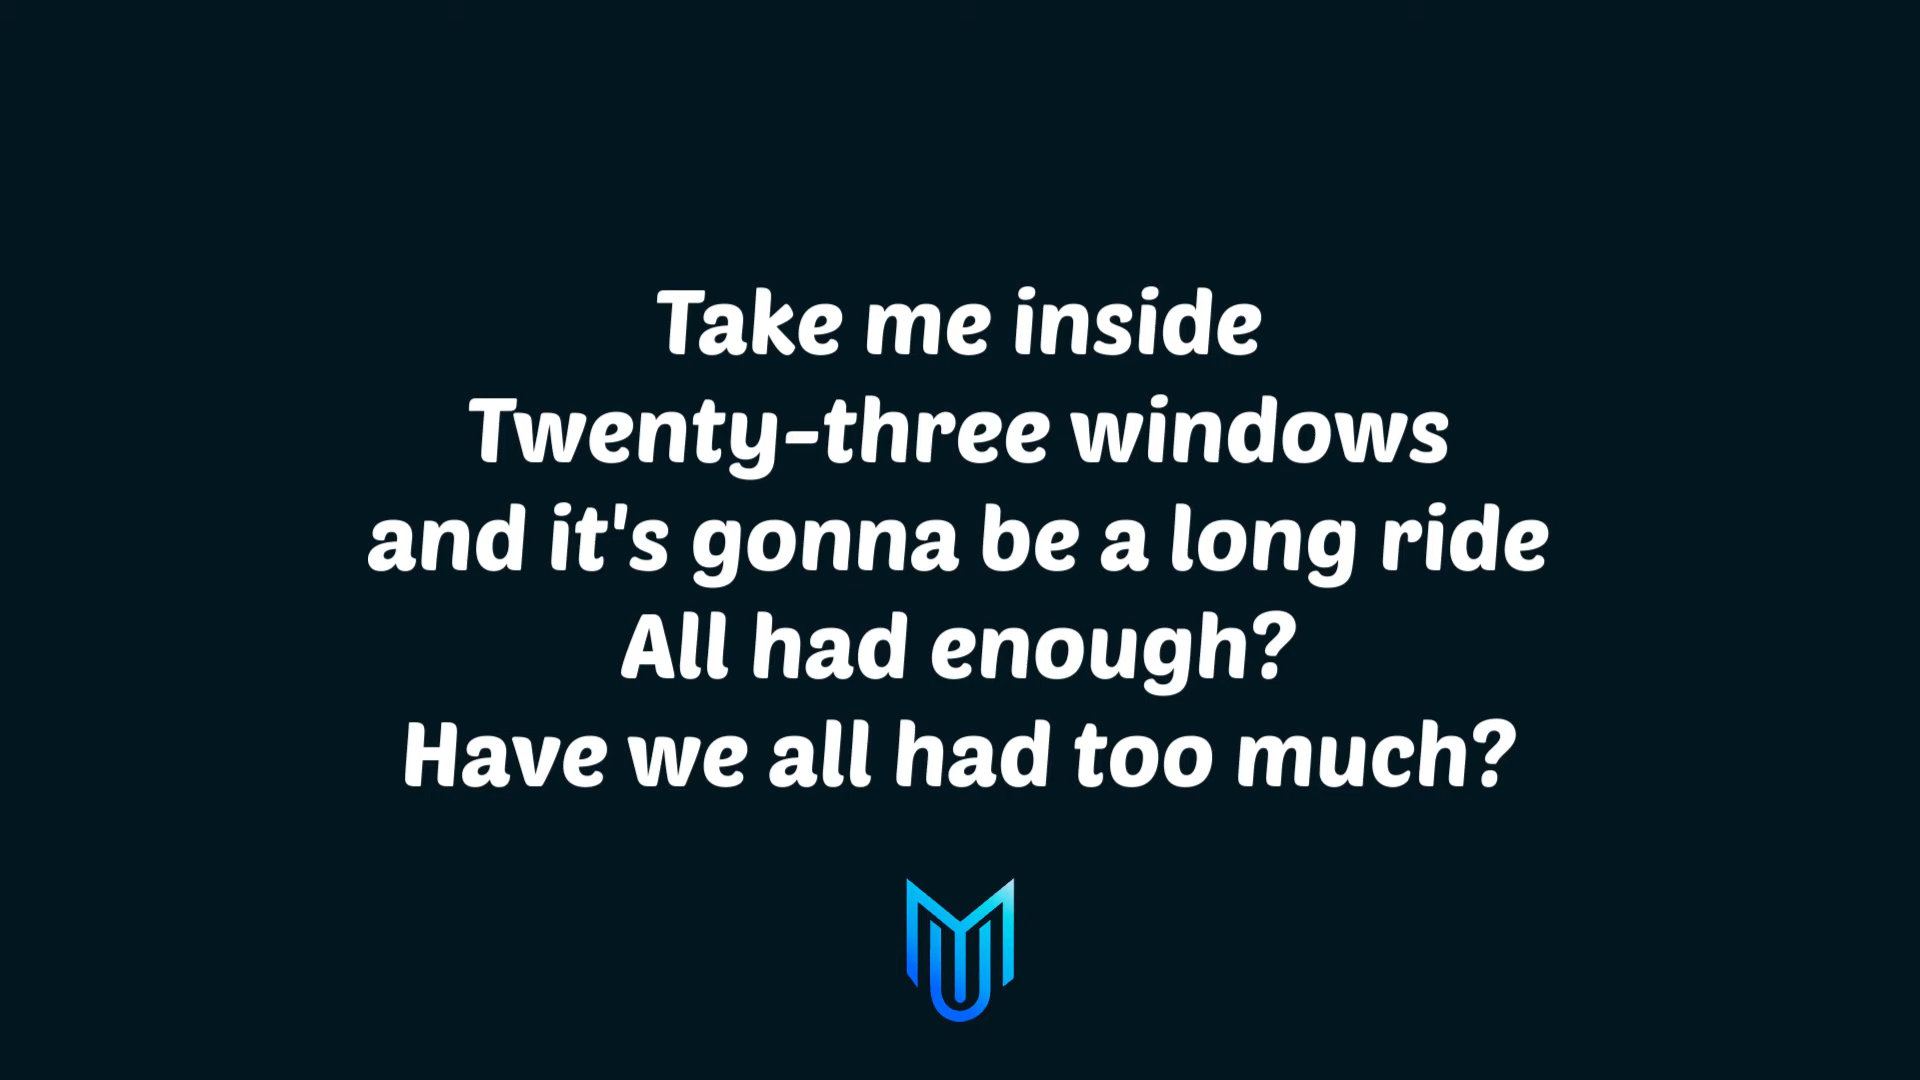 Take me inside
Twenty-three windows
and it's gonna be a long ride
All had enough?
Have we all had too much?